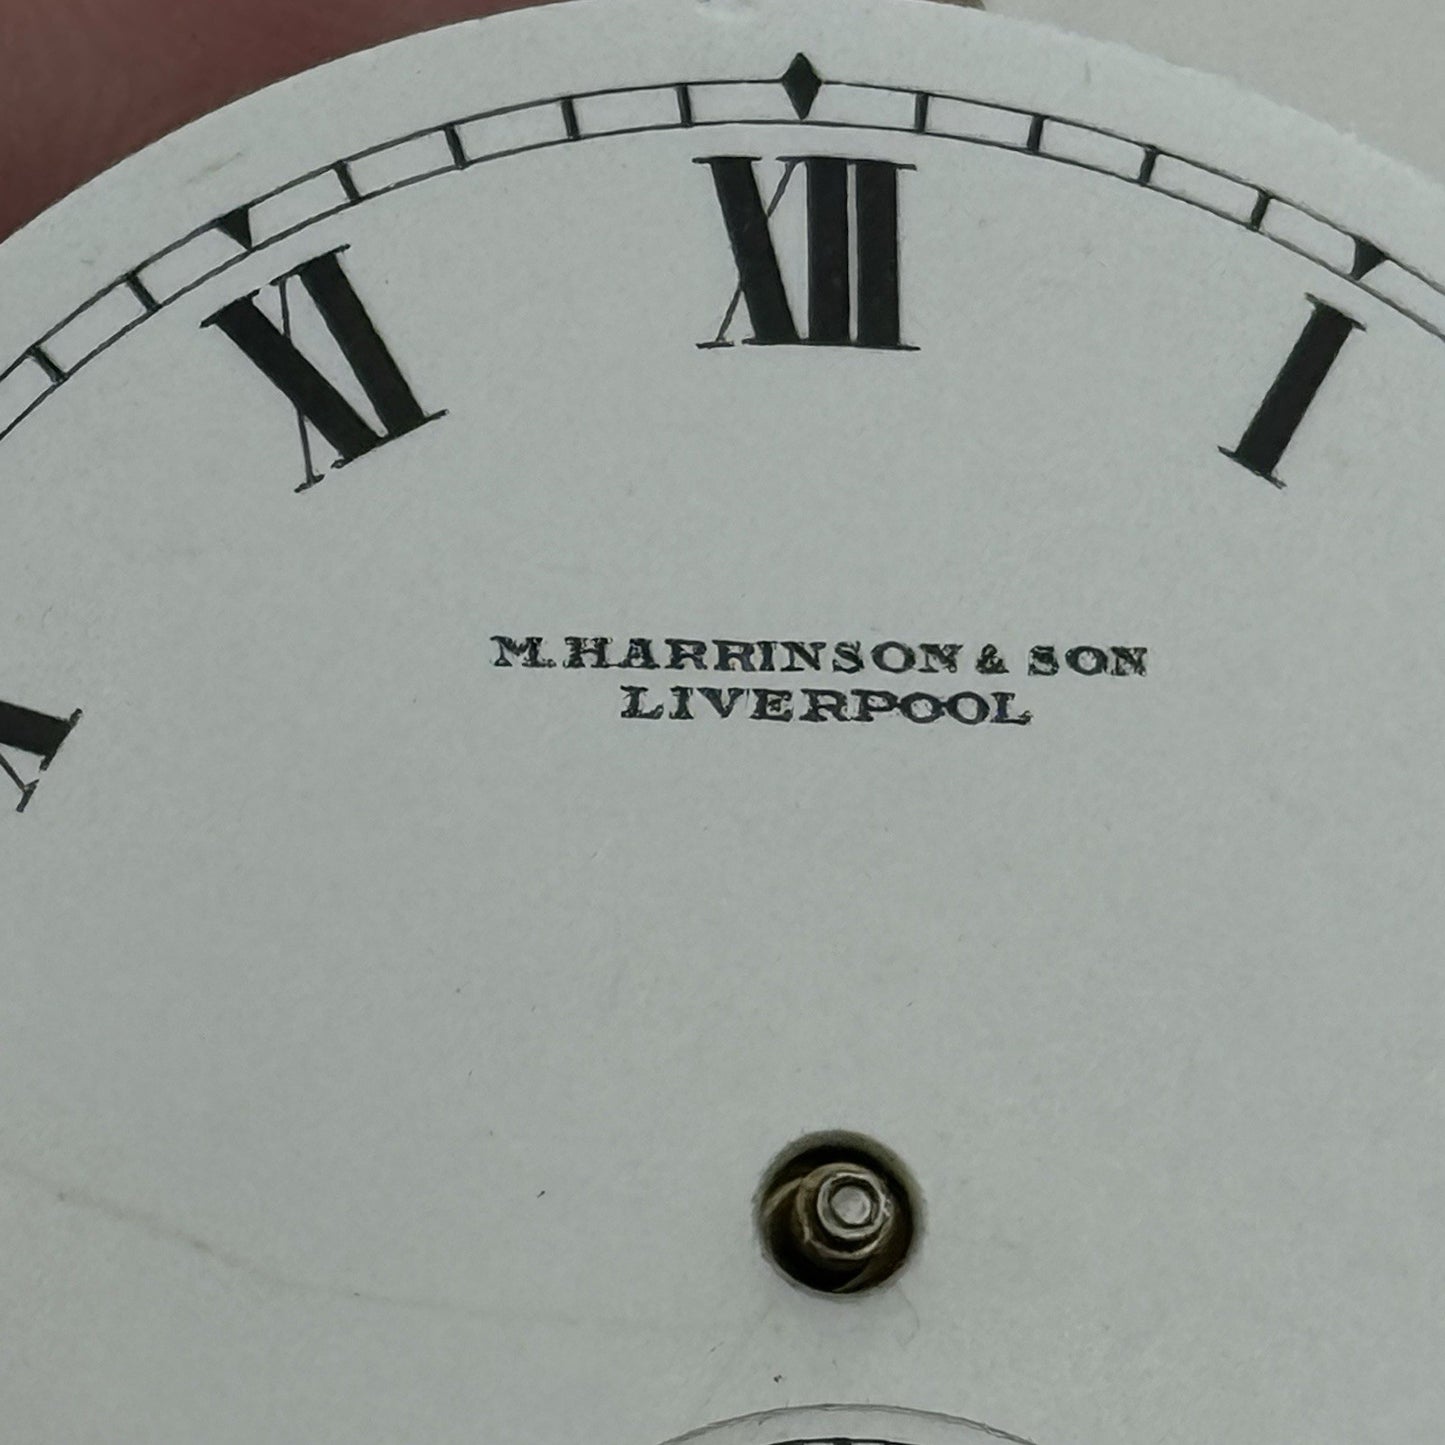 XII
XI
I
X
M. HARRINSON & SON
LIVERPOOL